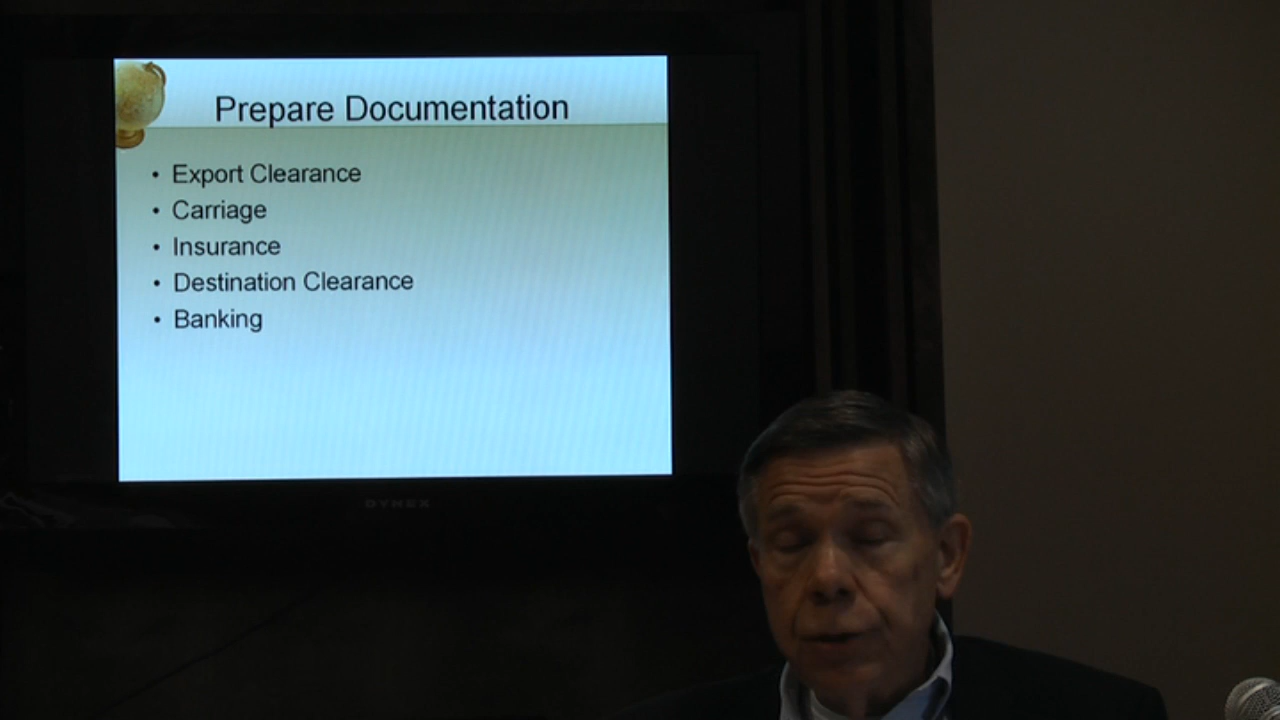 Prepare Documentation
• Export Clearance
• Carriage
• Insurance
• Destination Clearance
• Banking
DYNEX